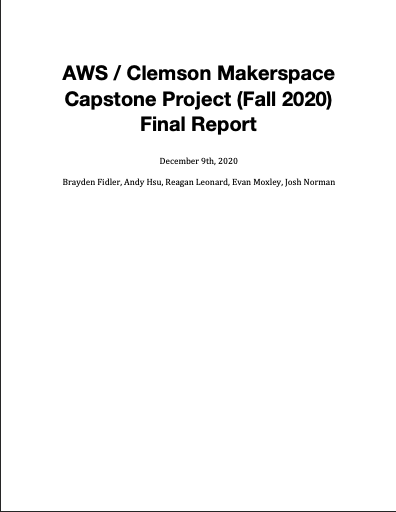 AWS / Clemson Makerspace
Capstone Project (Fall 2020)
Final Report
December 9th, 2020
Brayden Fidler, Andy Hsu, Reagan Leonard, Evan Moxley, Josh Norman